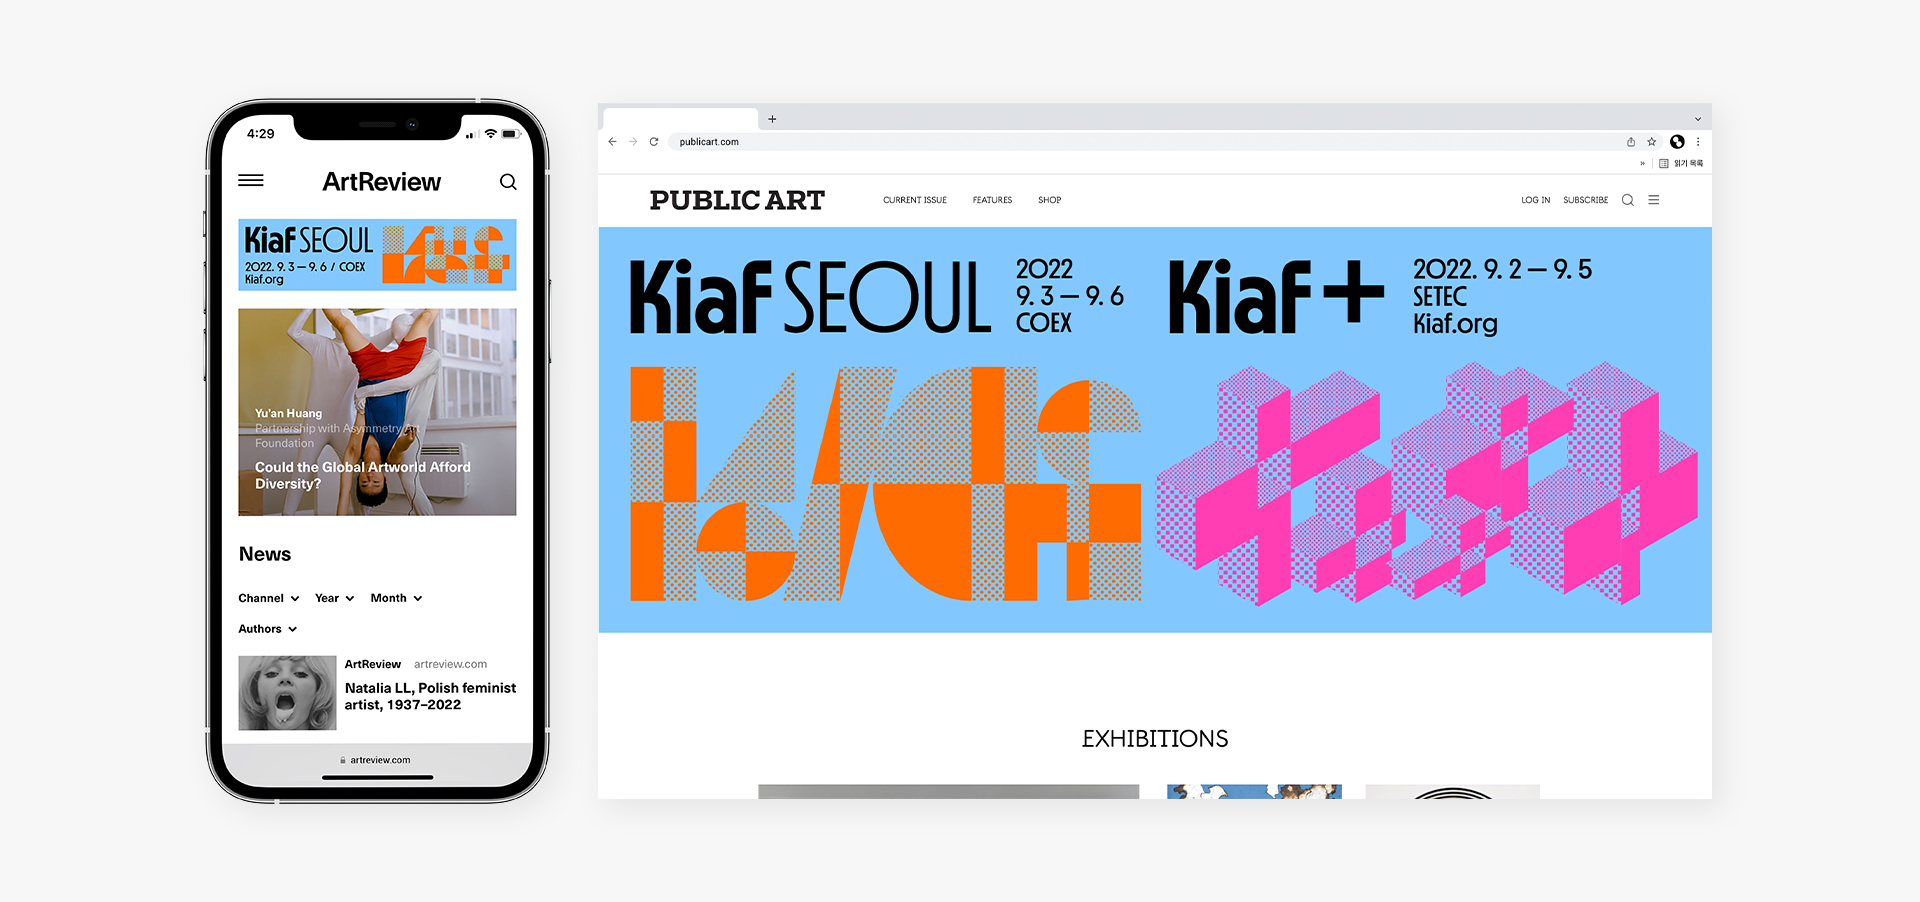 4:29
ArtReview
Kiaf SEOUL
2022. 9. 3 — 9. 6 / COEX
Kiaf.org
Yu'an Huang
Partnership with Asymmetry Art
Foundation
Could the Global Artworld Afford
Diversity?
News
Channel Year Month
Authors
ArtReview artreview.com
Natalia LL, Polish feminist
artist, 1937–2022
artreview.com
publicart.com
» 읽기 목록
PUBLIC ART CURRENT ISSUE FEATURES SHOP LOG IN SUBSCRIBE
Kiaf SEOUL
2022
9. 3 — 9. 6
COEX
Kiaf+
2022. 9. 2 — 9. 5
SETEC
Kiaf.org
EXHIBITIONS